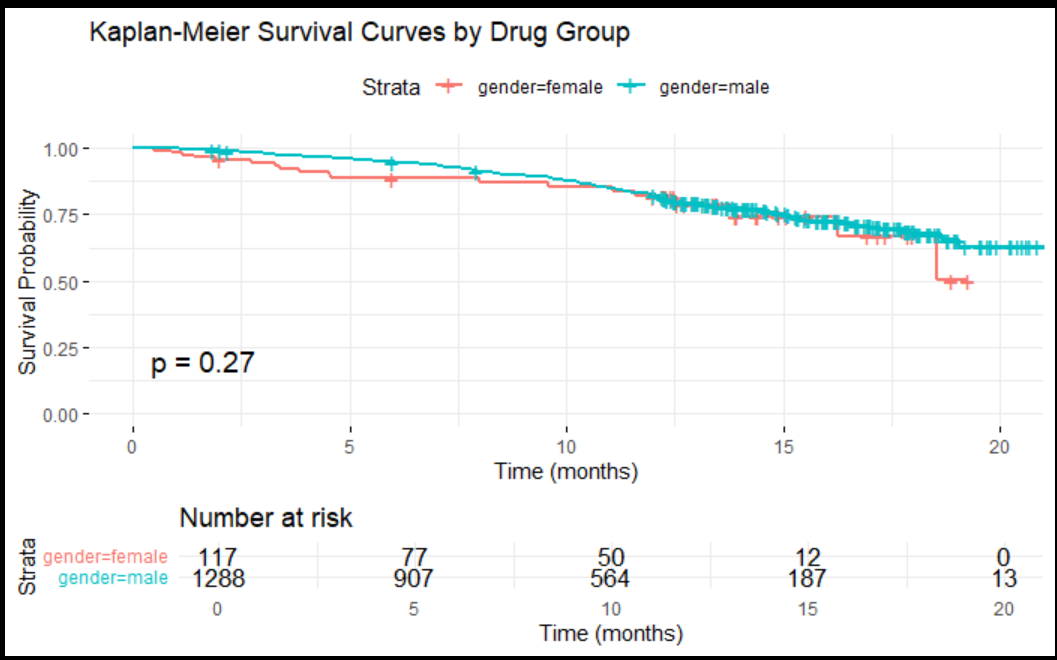 Kaplan-Meier Survival Curves by Drug Group
Strata gender=female gender=male
Survival Probability
1.00
0.75
0.50
0.25
0.00
p = 0.27
0 5 10 15 20
Time (months)
Number at risk
Strata
gender=female 117 77 50 12 0
gender=male 1288 907 564 187 13
0 5 10 15 20
Time (months)